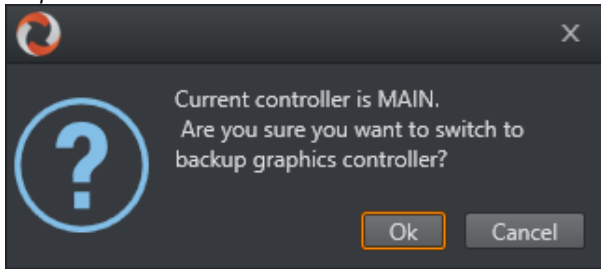 Current controller is MAIN.
Are you sure you want to switch to
backup graphics controller?
Ok Cancel